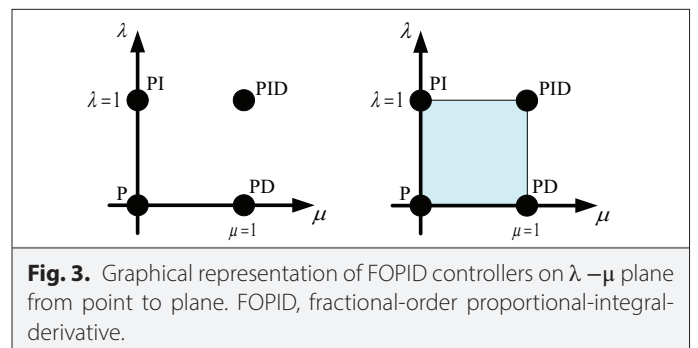 λ
PI
PID
λ=1
P
PD
μ
μ=1
λ
PI
PID
λ=1
P
PD
μ
μ=1
Fig. 3. Graphical representation of FOPID controllers on λ –μ plane
from point to plane. FOPID, fractional-order proportional-integral-
derivative.